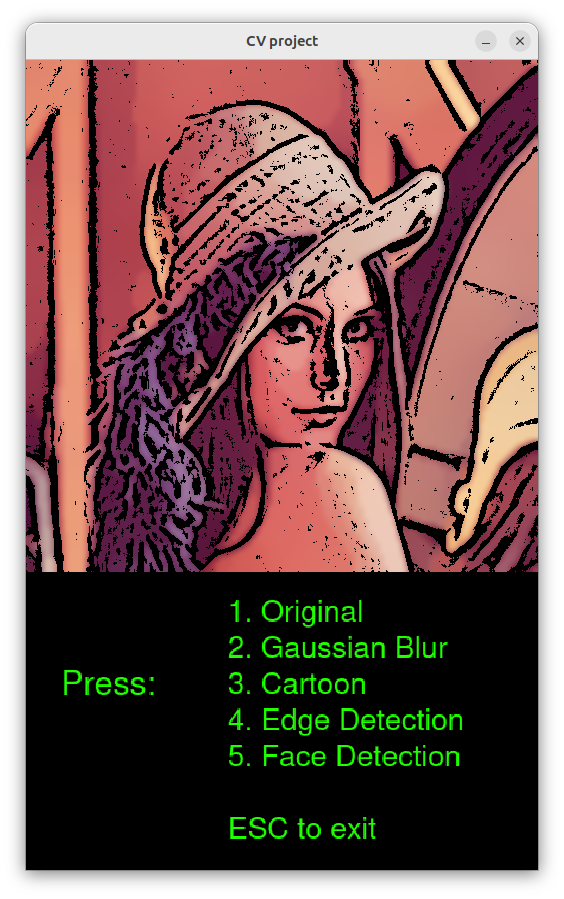 CV project
1. Original
2. Gaussian Blur
Press: 3. Cartoon
4. Edge Detection
5. Face Detection
ESC to exit